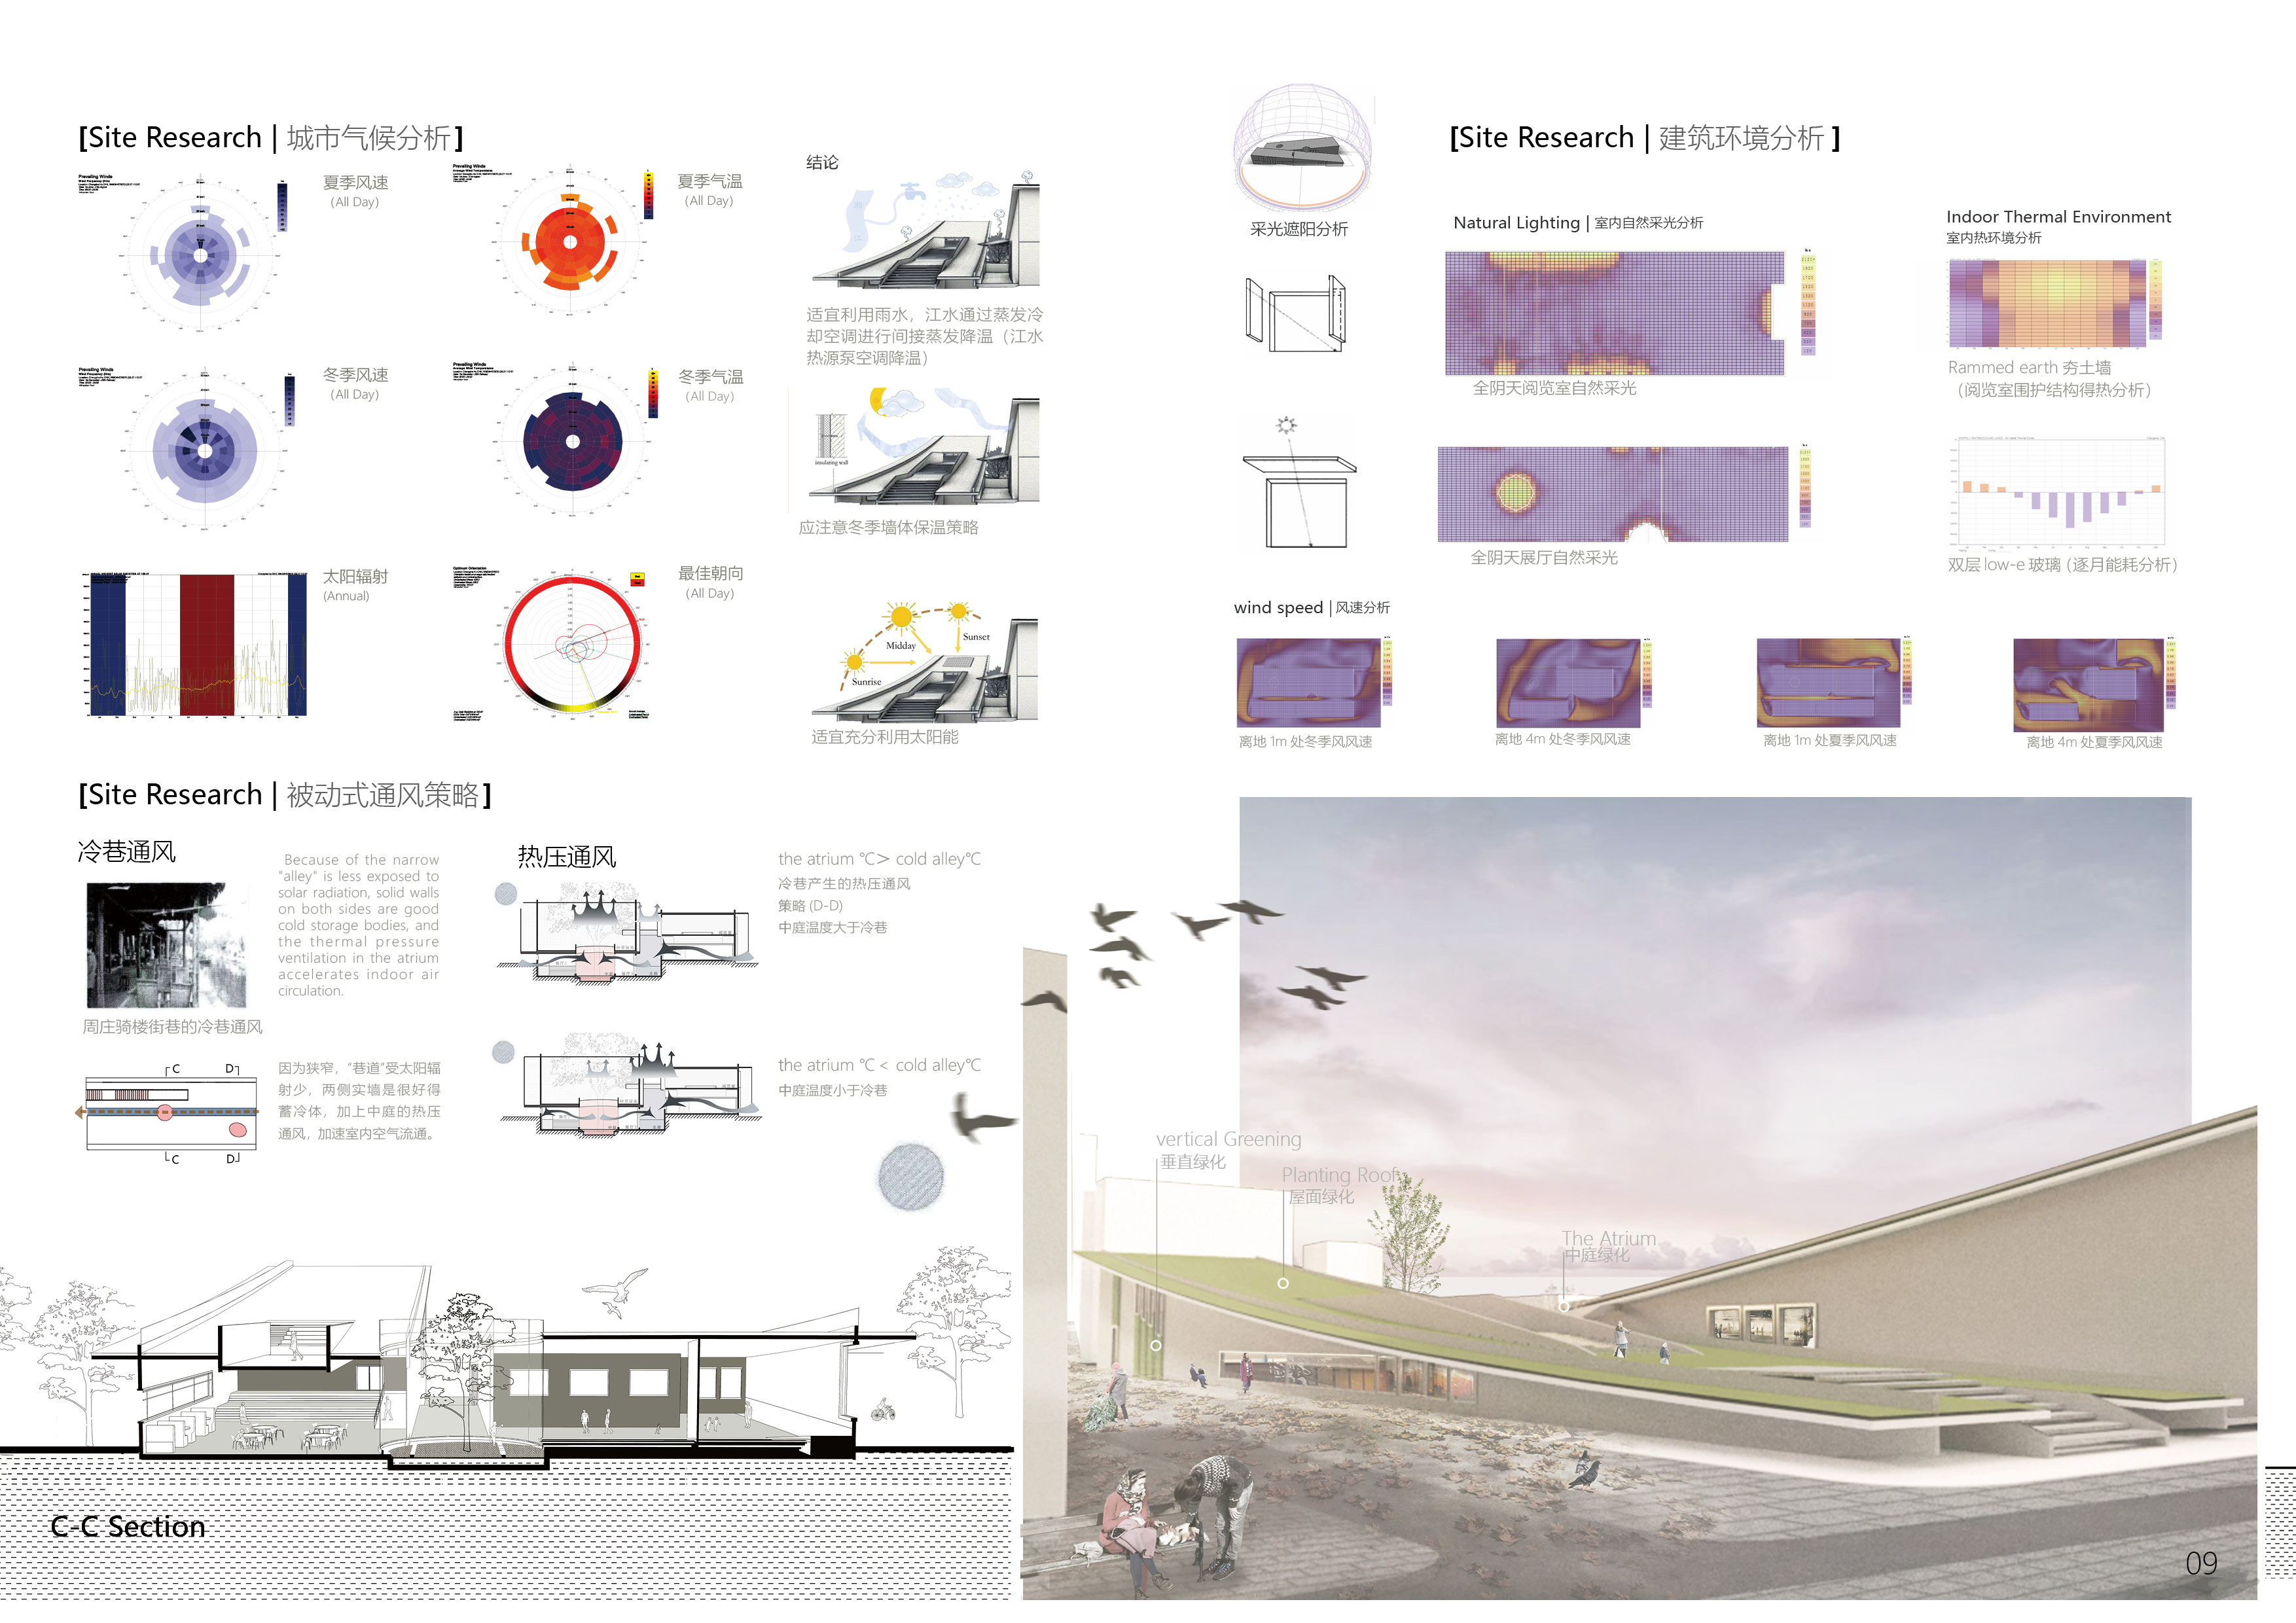 [Site Research | 城市气候分析]
Prevailing Winds
夏季风速
(All Day)
Prevailing Winds
夏季气温
(All Day)
Prevailing Winds
冬季风速
(All Day)
Prevailing Winds
冬季气温
(All Day)
太阳辐射
(Annual)
Optimum Orientation
最佳朝向
(All Day)
结论
适宜利用雨水，江水通过蒸发冷
却空调进行间接蒸发降温（江水
热源泵空调降温）
insulating wall
应注意冬季墙体保温策略
Sunrise
Midday
Sunset
适宜充分利用太阳能
采光遮阳分析
[Site Research | 建筑环境分析 ]
Natural Lighting | 室内自然采光分析
全阴天阅览室自然采光
全阴天展厅自然采光
Indoor Thermal Environment
室内热环境分析
Rammed earth 夯土墙
（阅览室围护结构得热分析）
双层 low-e 玻璃（逐月能耗分析）
wind speed | 风速分析
离地 1m 处冬季风风速
离地 4m 处冬季风风速
离地 1m 处夏季风风速
离地 4m 处夏季风风速
[Site Research | 被动式通风策略]
冷巷通风
周庄骑楼街巷的冷巷通风
Because of the narrow
"alley" is less exposed to
solar radiation, solid walls
on both sides are good
cold storage bodies, and
the thermal pressure
ventilation in the atrium
accelerates indoor air
circulation.
C
D
C
D
因为狭窄，“巷道”受太阳辐
射少，两侧实墙是很好得
蓄冷体，加上中庭的热压
通风，加速室内空气流通。
热压通风
the atrium ℃> cold alley℃
冷巷产生的热压通风
策略 (D-D)
中庭温度大于冷巷
the atrium ℃ < cold alley℃
中庭温度小于冷巷
vertical Greening
垂直绿化
Planting Roof
屋面绿化
The Atrium
中庭绿化
C-C Section
09